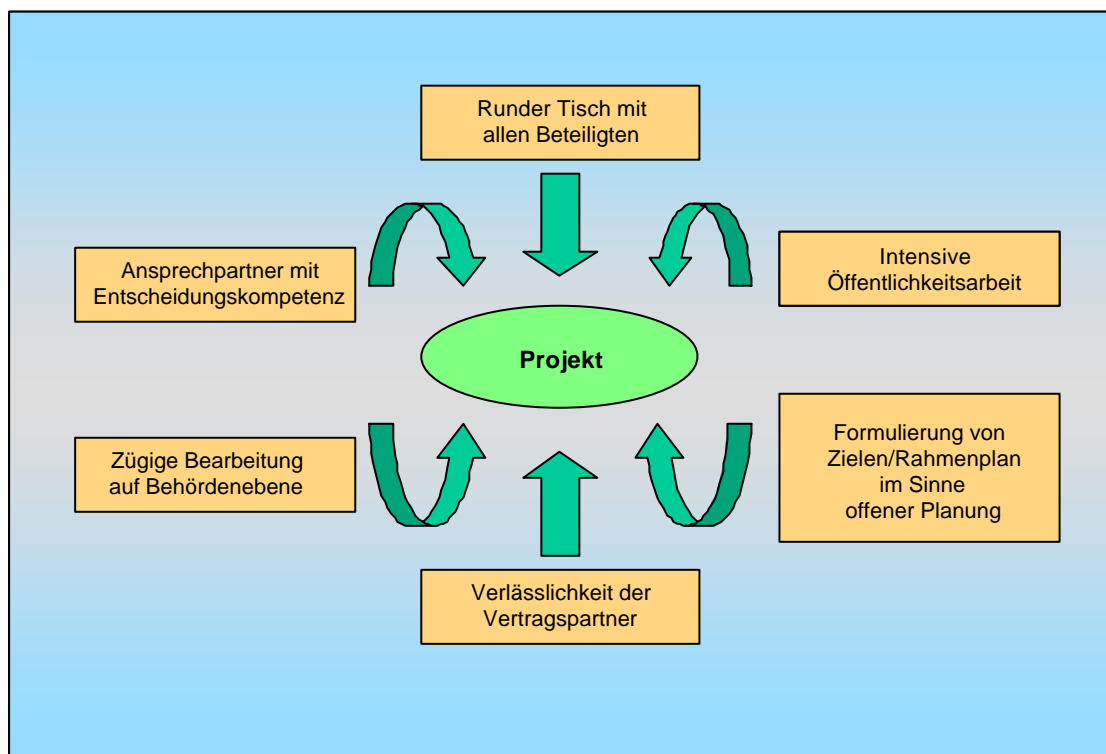 Runder Tisch mit
allen Beteiligten
Ansprechpartner mit
Entscheidungskompetenz
Intensive
Öffentlichkeitsarbeit
Projekt
Zügige Bearbeitung
auf Behördenebene
Formulierung von
Zielen/Rahmenplan
im Sinne
offener Planung
Verlässlichkeit der
Vertragspartner